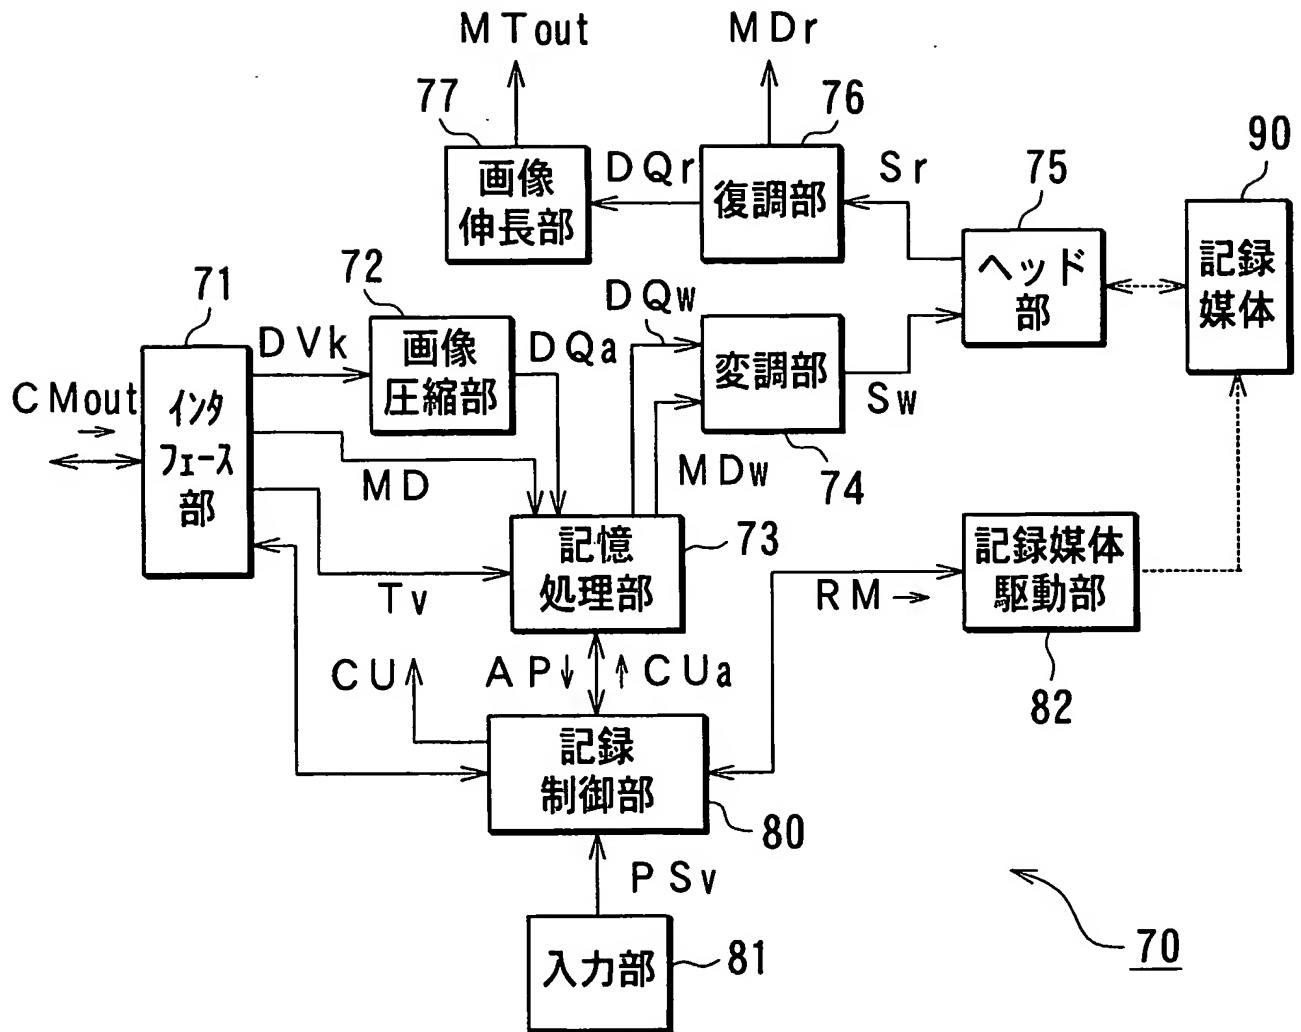 MTout
MDr
77
76
90
画像
伸長部
DQr
復調部
Sr
75
ヘッド
部
記録
媒体
71
72
DQw
DVk
画像
圧縮部
DQa
変調部
Sw
CMout
インタ
フェース
部
MD
MDw
74
記憶
処理部
73
記録媒体
駆動部
Tv
RM
82
CU
AP
CUa
記録
制御部
80
PSv
入力部
81
70